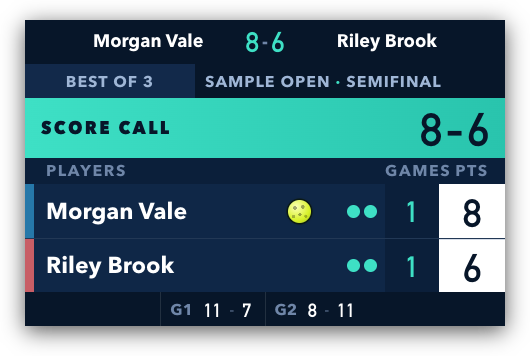 Morgan Vale 8-6 Riley Brook
BEST OF 3 SAMPLE OPEN · SEMIFINAL
SCORE CALL 8-6
PLAYERS GAMES PTS
Morgan Vale 1 8
Riley Brook 1 6
G1 11 - 7 G2 8 - 11